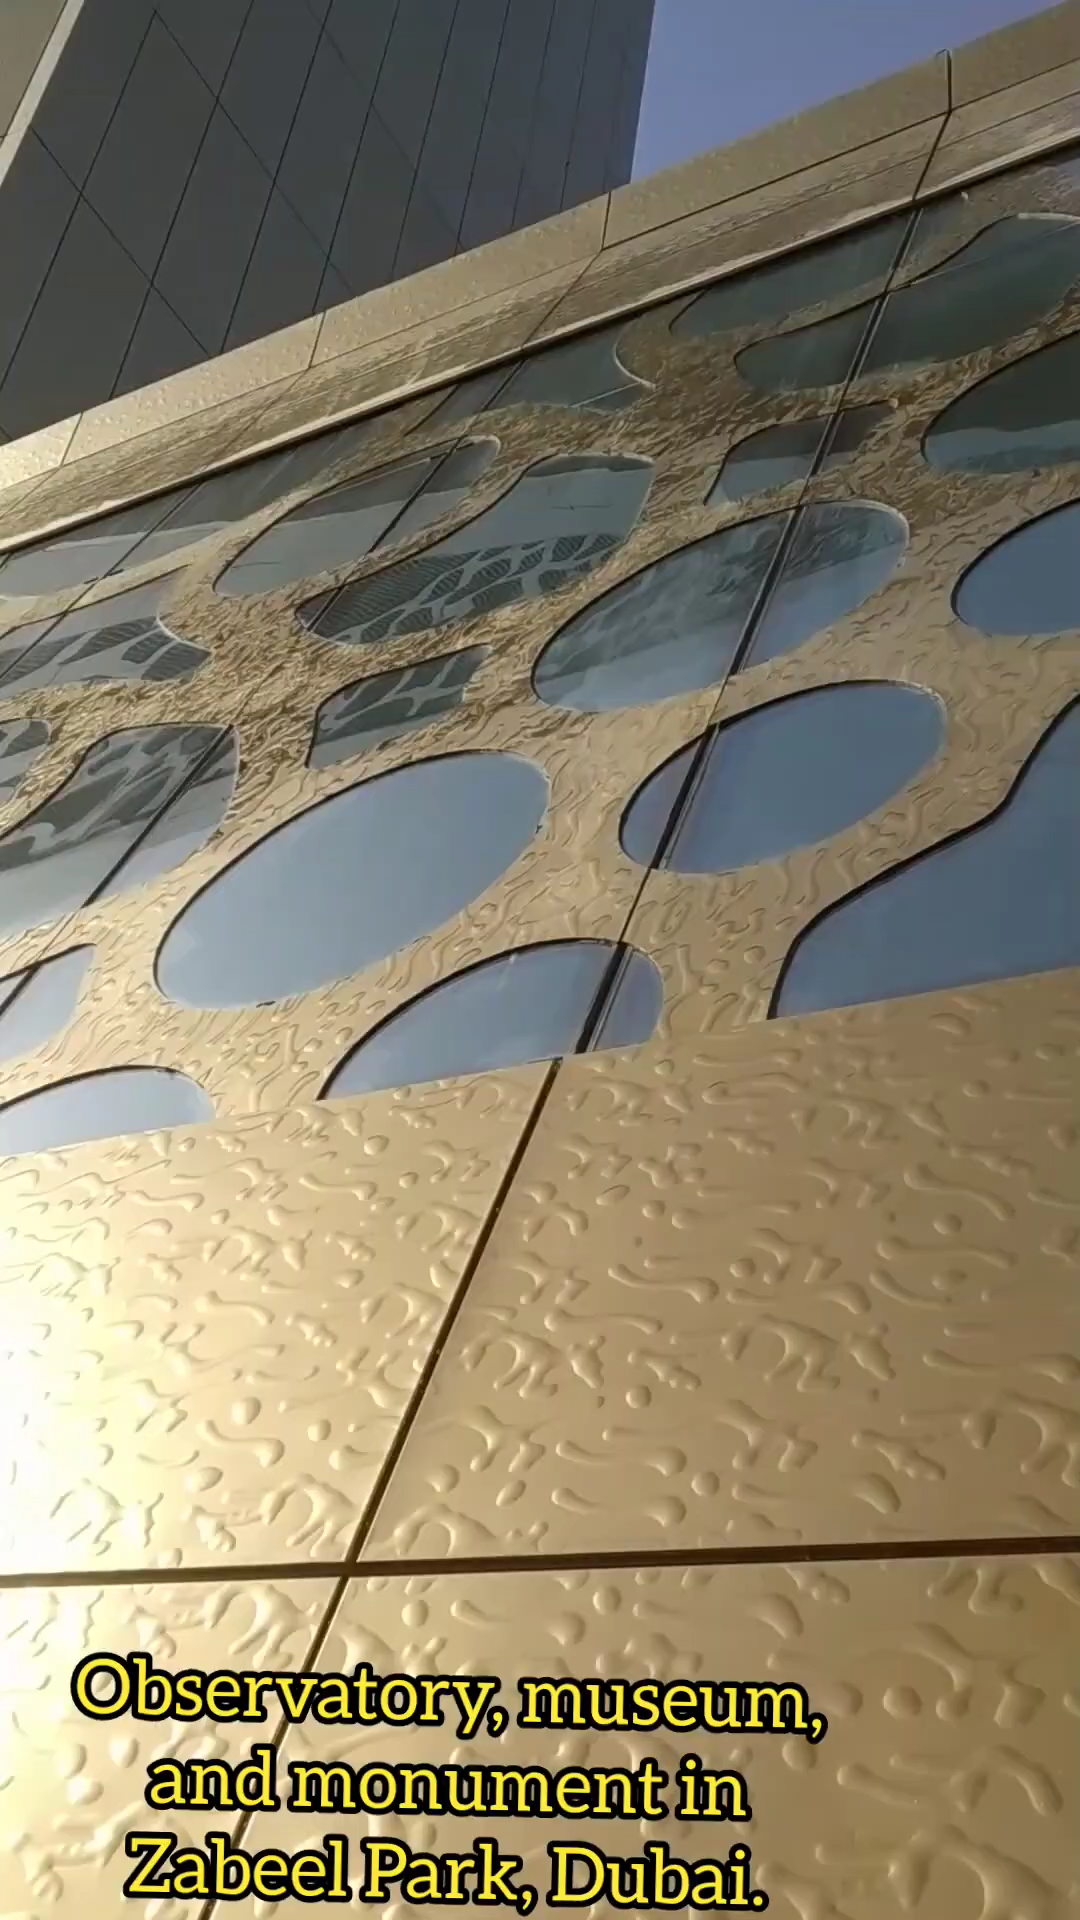 Observatory, museum,
and monument in
Zabeel Park, Dubai.